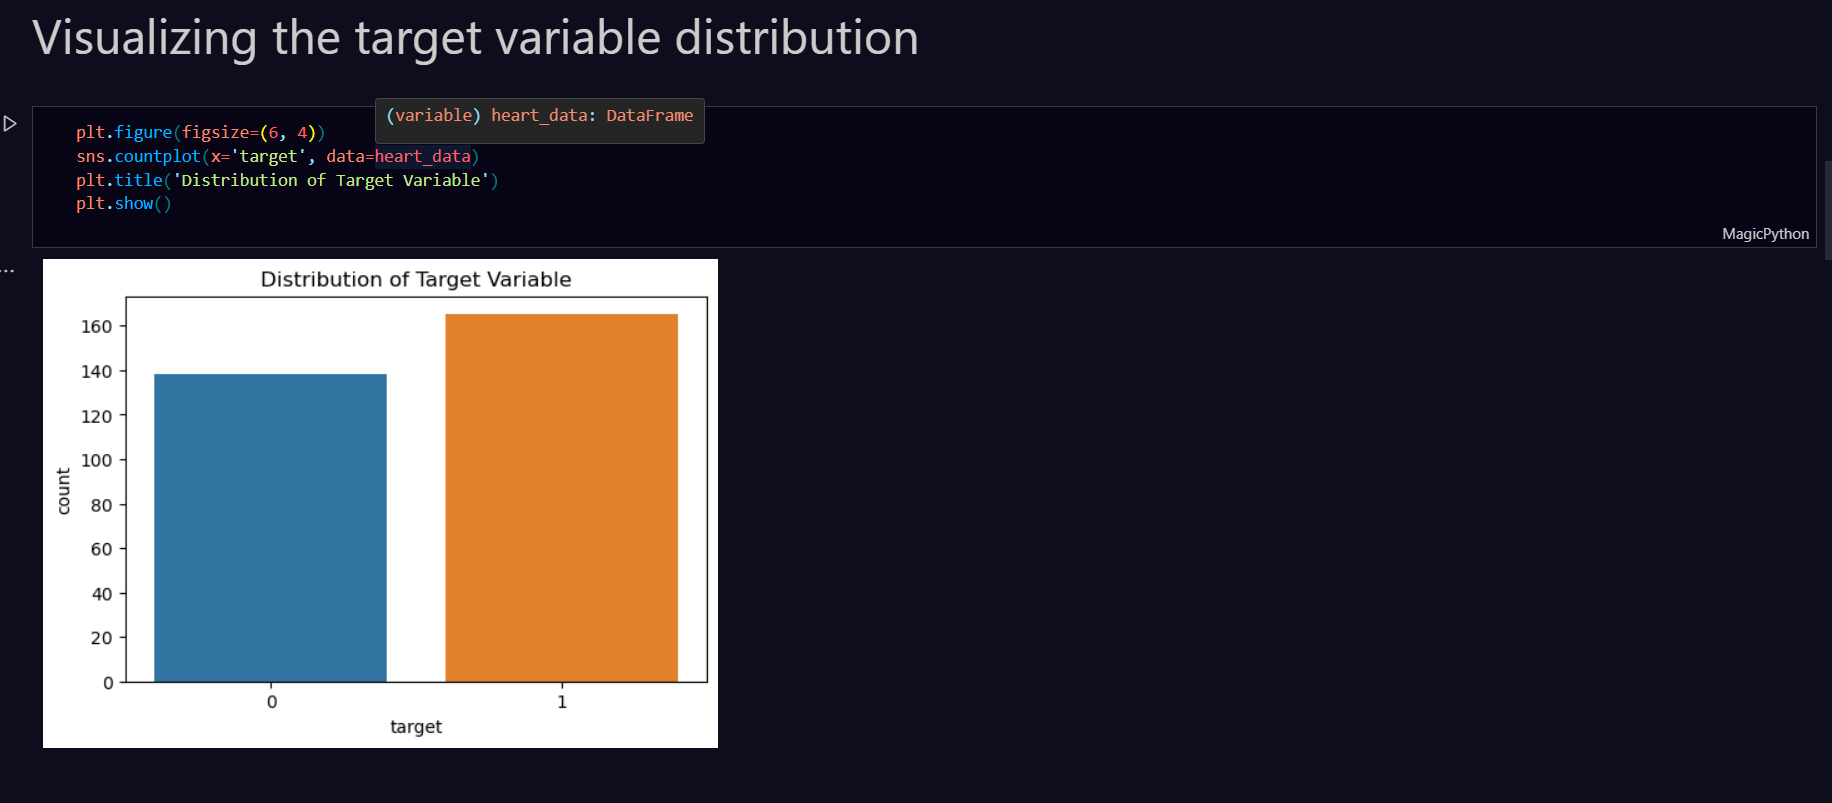 Visualizing the target variable distribution
(variable) heart_data: DataFrame
plt.figure(figsize=(6, 4))
sns.countplot(x='target', data=heart_data)
plt.title('Distribution of Target Variable')
plt.show()
MagicPython
...
Distribution of Target Variable
160
140
120
100
80
60
40
20
0
count
0 1
target